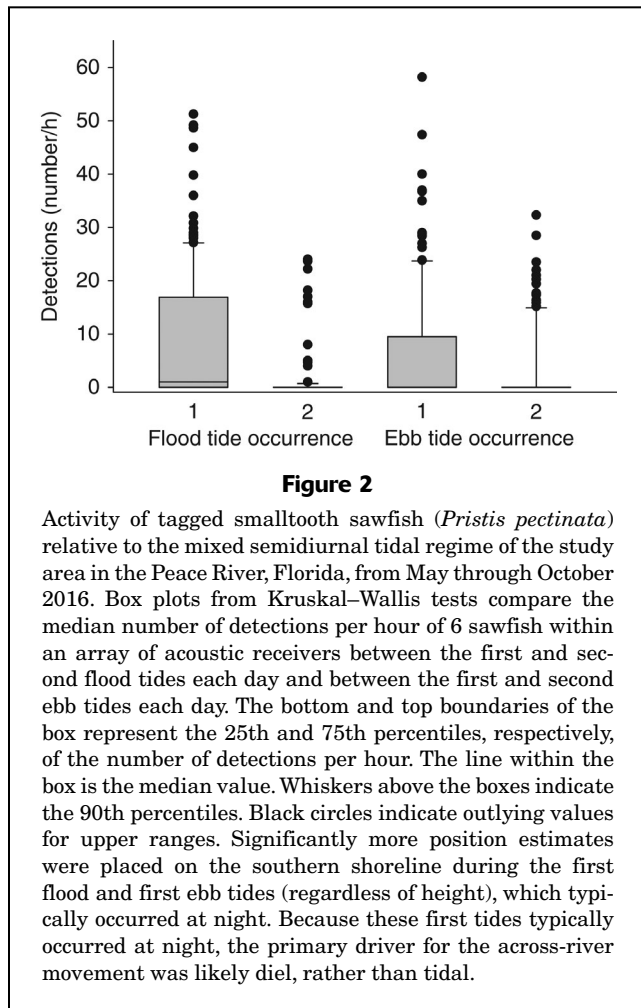 60
50
40
30
20
10
0
Detections (number/h)
1 2 1 2
Flood tide occurrence Ebb tide occurrence
Figure 2
Activity of tagged smalltooth sawfish (Pristis pectinata)
relative to the mixed semidiurnal tidal regime of the study
area in the Peace River, Florida, from May through October
2016. Box plots from Kruskal–Wallis tests compare the
median number of detections per hour of 6 sawfish within
an array of acoustic receivers between the first and sec-
ond flood tides each day and between the first and second
ebb tides each day. The bottom and top boundaries of the
box represent the 25th and 75th percentiles, respectively,
of the number of detections per hour. The line within the
box is the median value. Whiskers above the boxes indicate
the 90th percentiles. Black circles indicate outlying values
for upper ranges. Significantly more position estimates
were placed on the southern shoreline during the first
flood and first ebb tides (regardless of height), which typi-
cally occurred at night. Because these first tides typically
occurred at night, the primary driver for the across-river
movement was likely diel, rather than tidal.